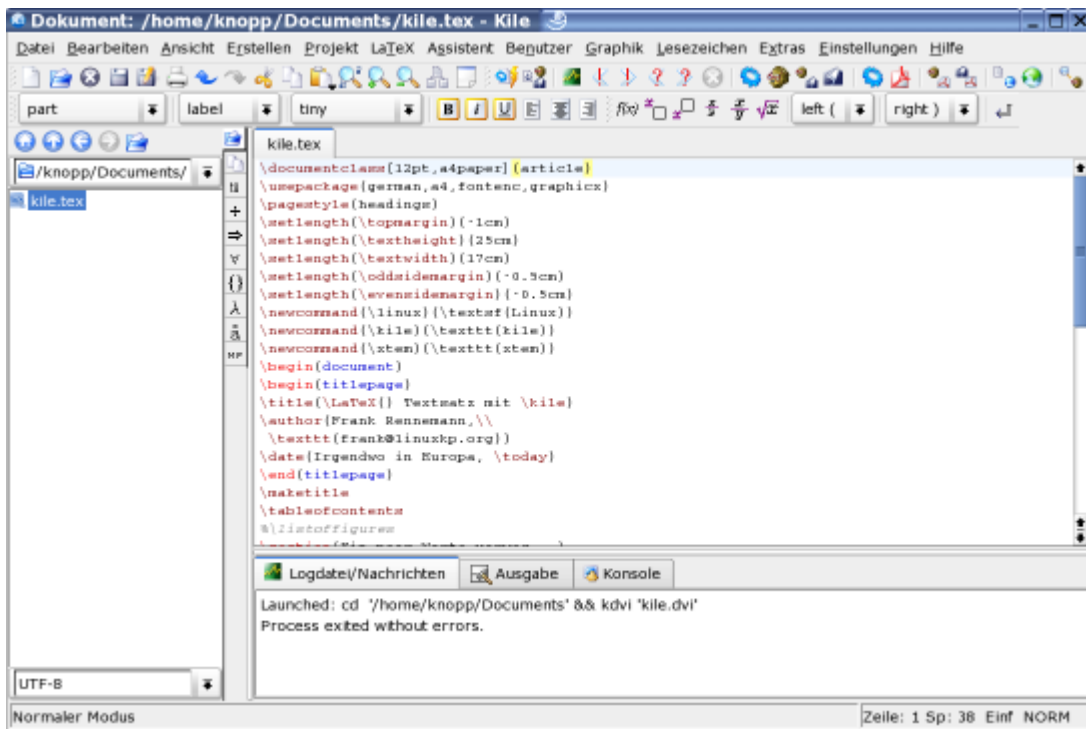 Dokument: /home/knopp/Documents/kile.tex - Kile
Datei Bearbeiten Ansicht Erstellen Projekt LaTeX Assistent Benutzer Graphik Lesezeichen Extras Einstellungen Hilfe
part label tiny B I U f(x) √x left ( right )
kile.tex
/knopp/Documents/
kile.tex
\documentclass[12pt,a4paper]{article}
\usepackage{german,a4,fontenc,graphicx}
\pagestyle{headings}
\setlength{\topmargin}{-1cm}
\setlength{\textheight}{25cm}
\setlength{\textwidth}{17cm}
\setlength{\oddsidemargin}{-0.5cm}
\setlength{\evensidemargin}{-0.5cm}
\newcommand{\linux}{\textsf{Linux}}
\newcommand{\kile}{\texttt{kile}}
\newcommand{\xtem}{\texttt{xtem}}
\begin{document}
\begin{titlepage}
\title{\LaTeX{} Textsatz mit \kile}
\author{Frank Rennemann,\\
\texttt{frank@linuxkp.org}}
\date{Irgendwo in Europa, \today}
\end{titlepage}
\maketitle
\tableofcontents
%\listoffigures
Logdatei/Nachrichten Ausgabe Konsole
Launched: cd '/home/knopp/Documents' && kdvi 'kile.dvi'
Process exited without errors.
UTF-8
Normaler Modus Zeile: 1 Sp: 38 Einf NORM